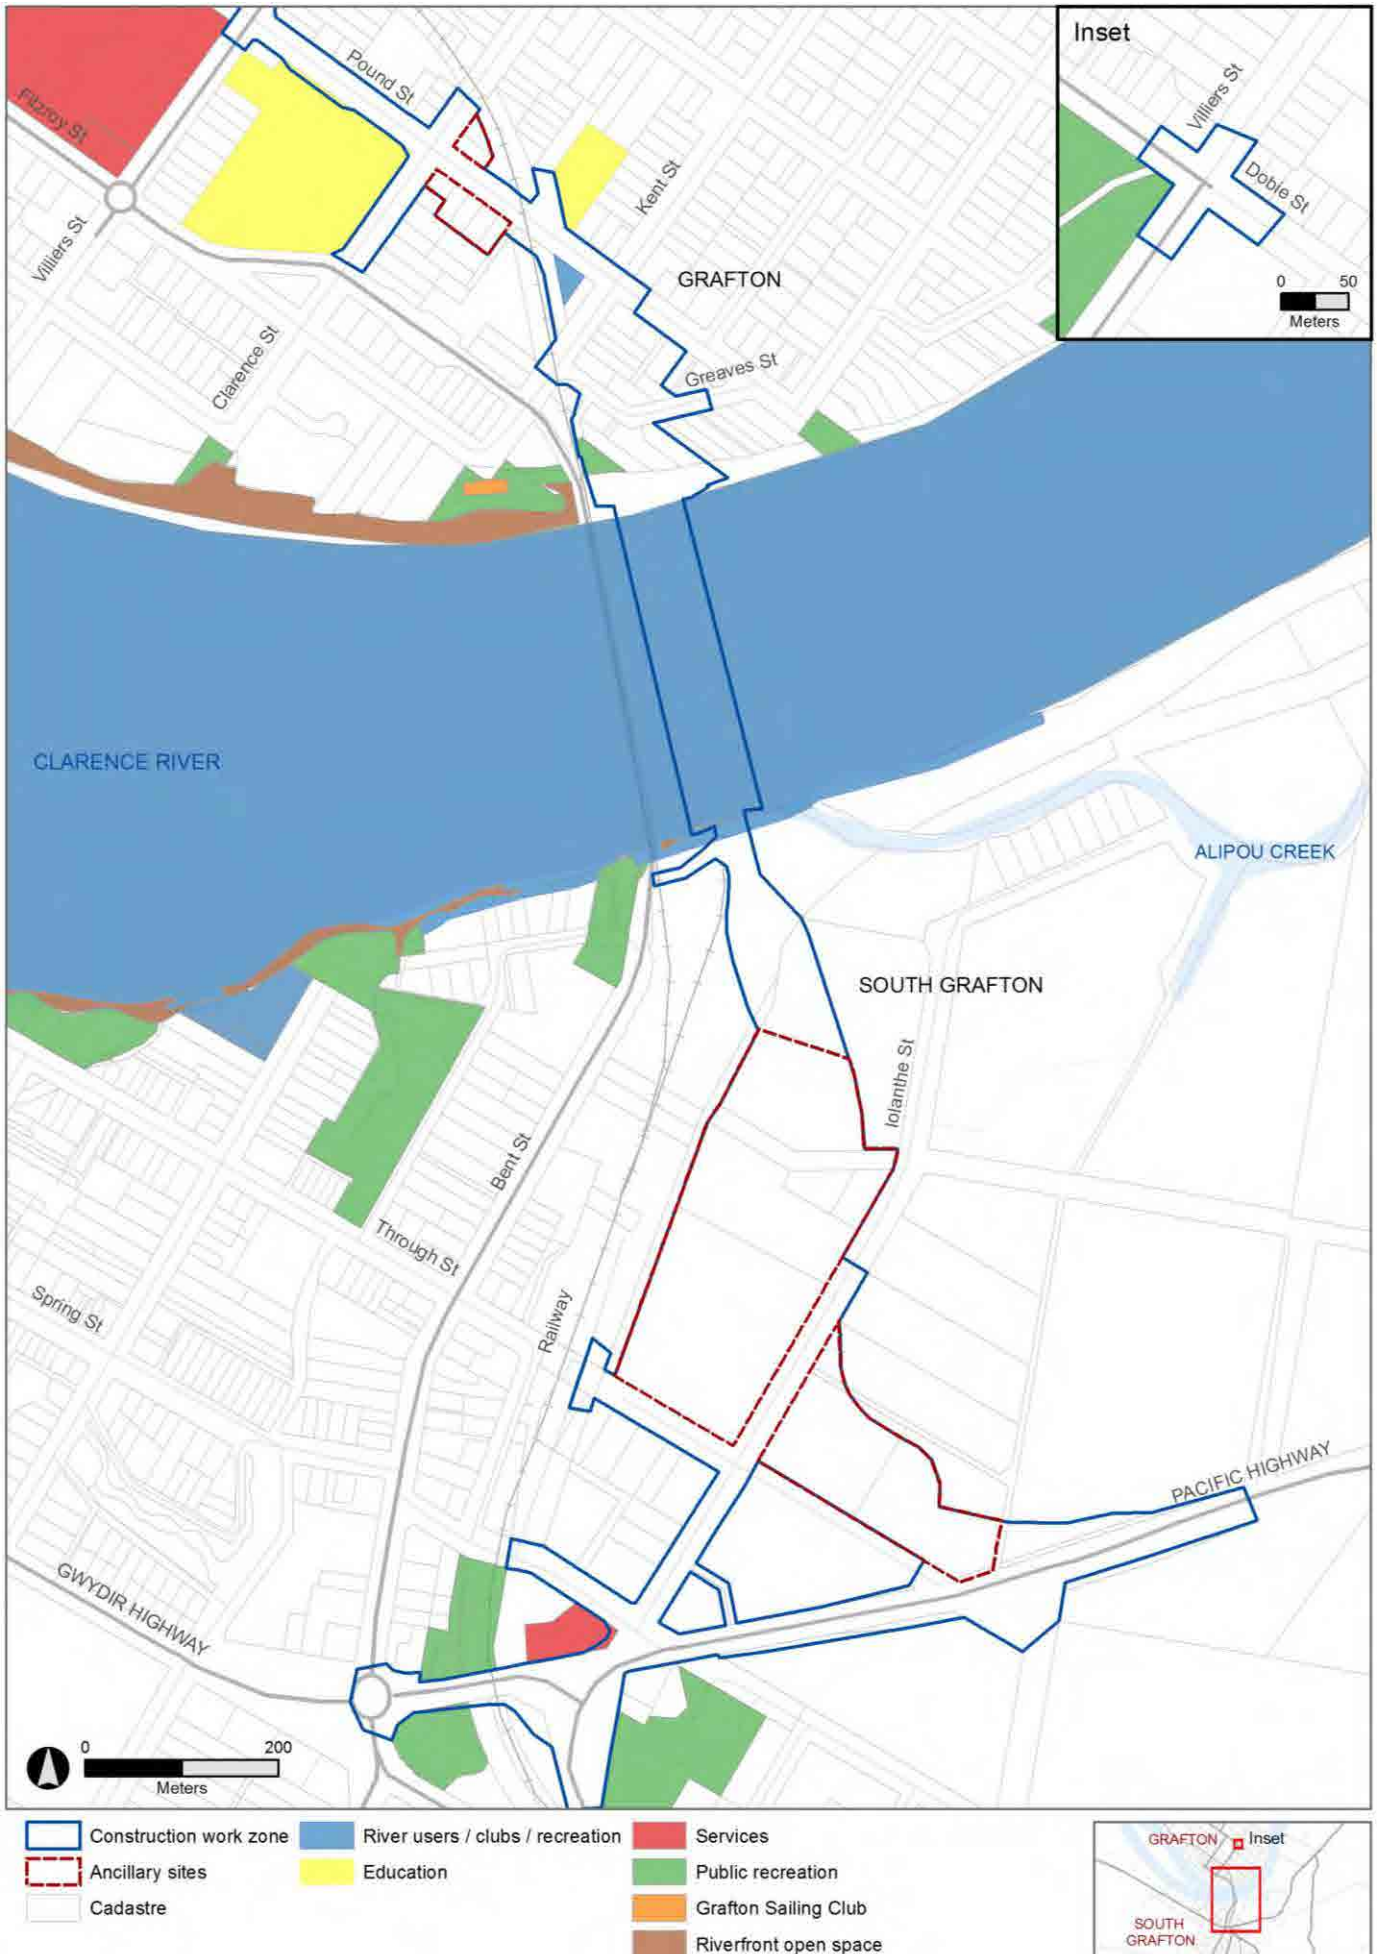 Inset
Villiers St
Dobie St
0 50
Meters
Pound St
Fitzroy St
Villiers St
Kent St
GRAFTON
Clarence St
Greaves St
CLARENCE RIVER
ALIPOU CREEK
SOUTH GRAFTON
Iolanthe St
Bent St
Through St
Spring St
Railway
PACIFIC HIGHWAY
GWYDIR HIGHWAY
0 200
Meters
Construction work zone
Ancillary sites
Cadastre
River users / clubs / recreation
Education
Services
Public recreation
Grafton Sailing Club
Riverfront open space
GRAFTON
Inset
SOUTH
GRAFTON